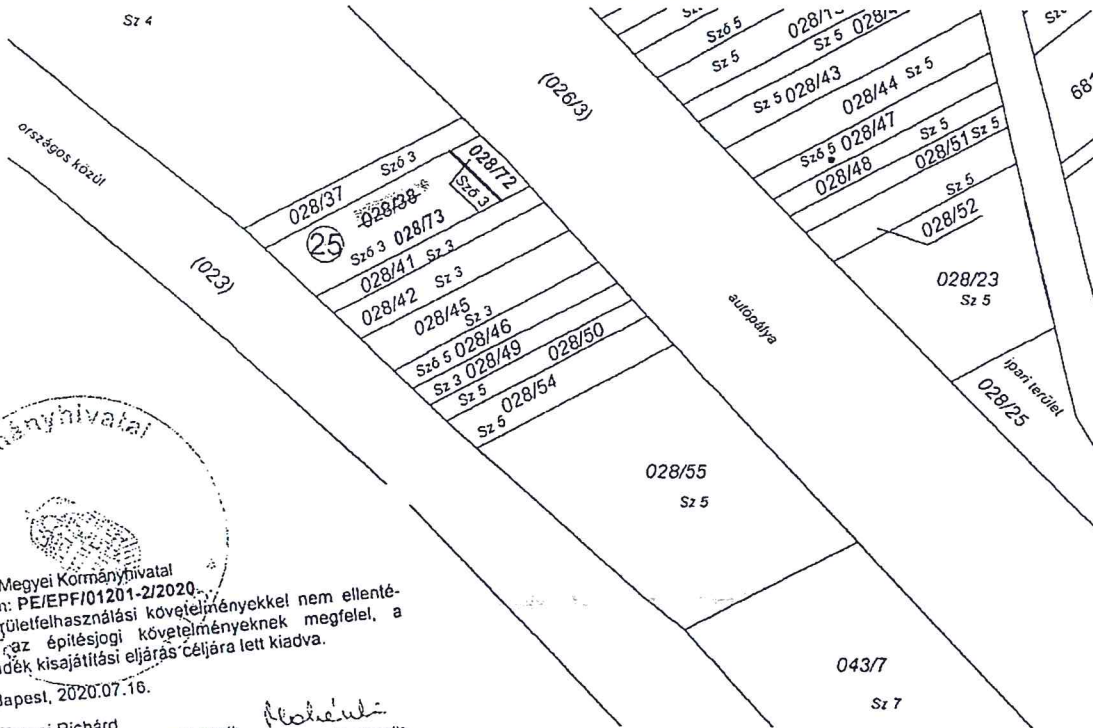 Sz 4
országos közút
(023)
028/37 Sző 3
028/38
25
Sző 3 028/73
Sző 3
028/72
028/41 Sz 3
028/42 Sz 3
028/45
Sz 3
Sző 5 028/46
Sz 3 028/49
Sz 5 028/50
Sz 5 028/54
028/55
Sz 5
043/7
Sz 7
(026/3)
autópálya
Sző 5
Sz 5
Sz 5
Sz 5 028/43
028/44 Sz 5
Sző 5 028/47
Sz 5
028/48
028/51 Sz 5
Sz 5
028/52
028/23
Sz 5
ipari terület
028/25
Megyei Kormányhivatal
PE/EPF/01201-2/2020.
rületfelhasználási követelményekkel nem ellenté-
az építésjogi követelményeknek megfelel, a
kisajátítási eljárás céljára lett kiadva.
apest, 2020.07.16.
Richárd